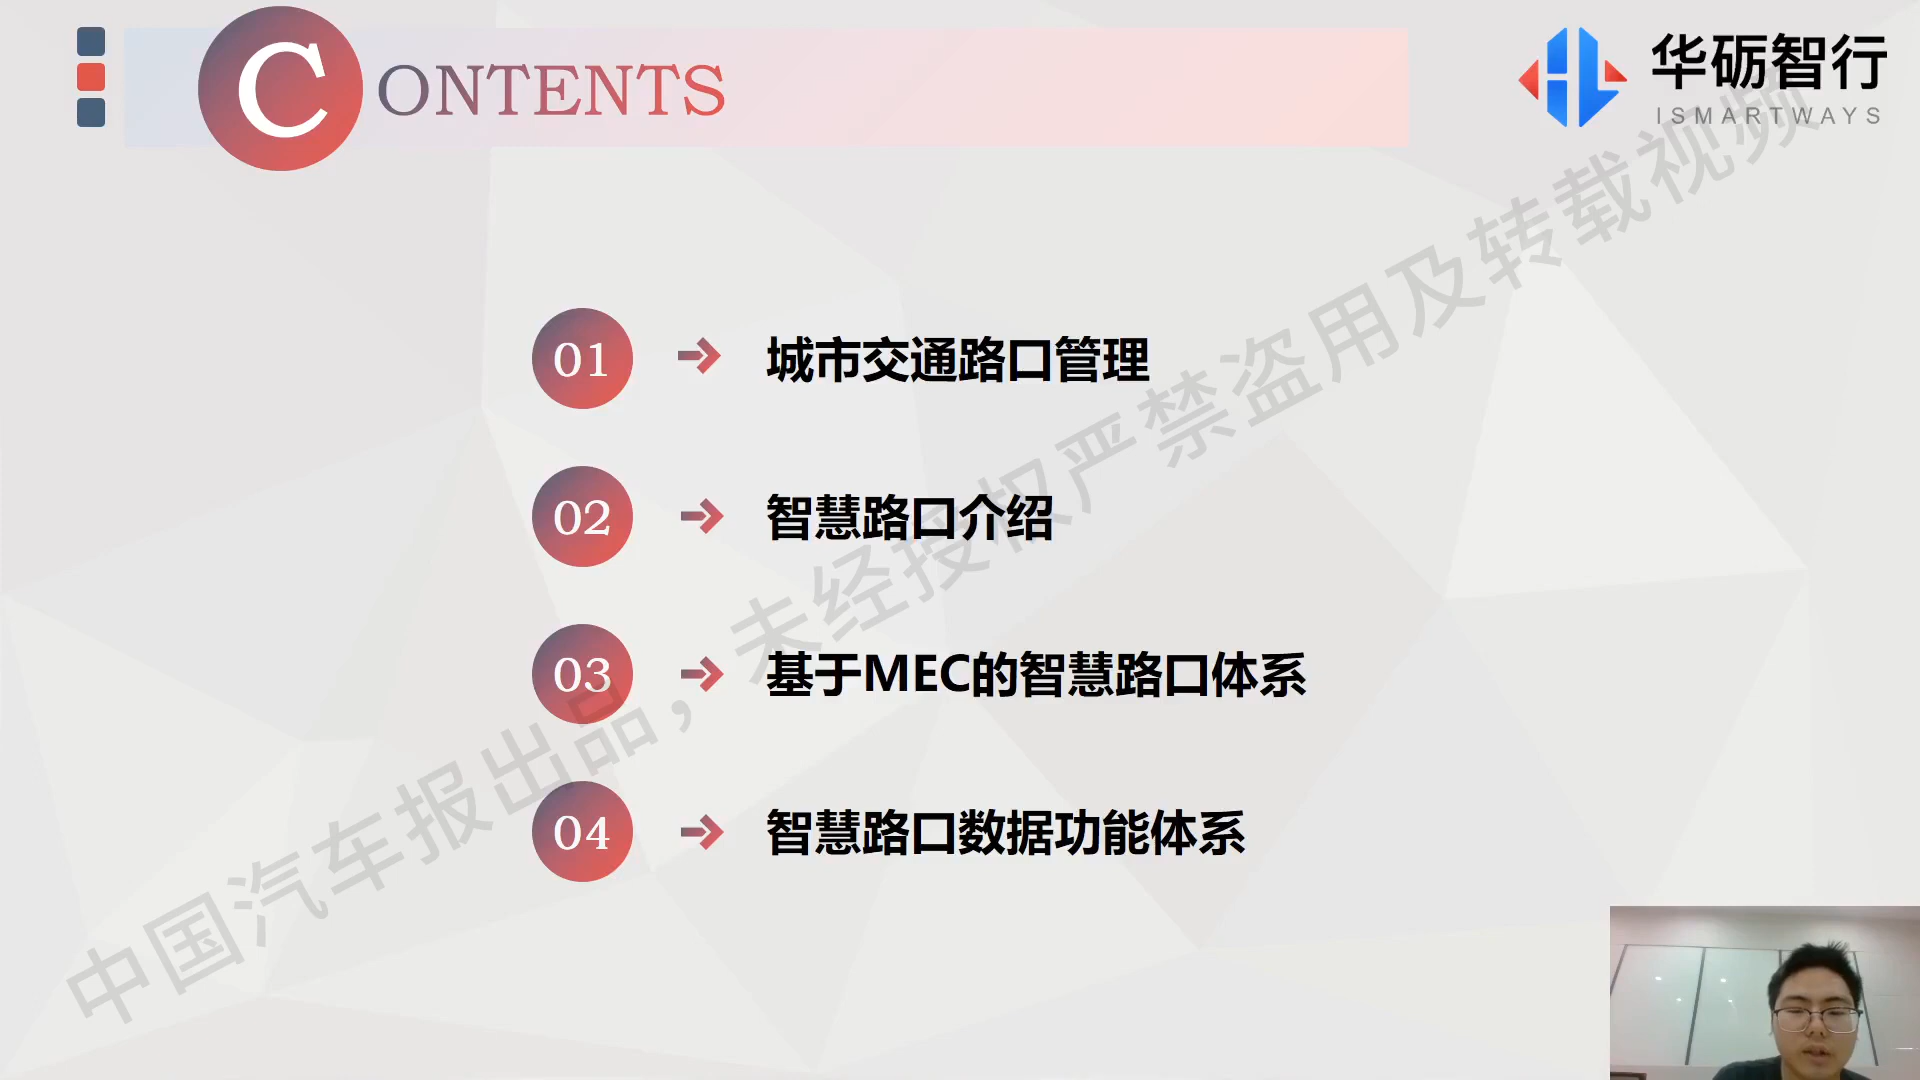 CONTENTS
华砺智行
ISMARTWAYS
01 城市交通路口管理
02 智慧路口介绍
03 基于MEC的智慧路口体系
04 智慧路口数据功能体系
中国汽车报出品，未经授权严禁盗用及转载视频